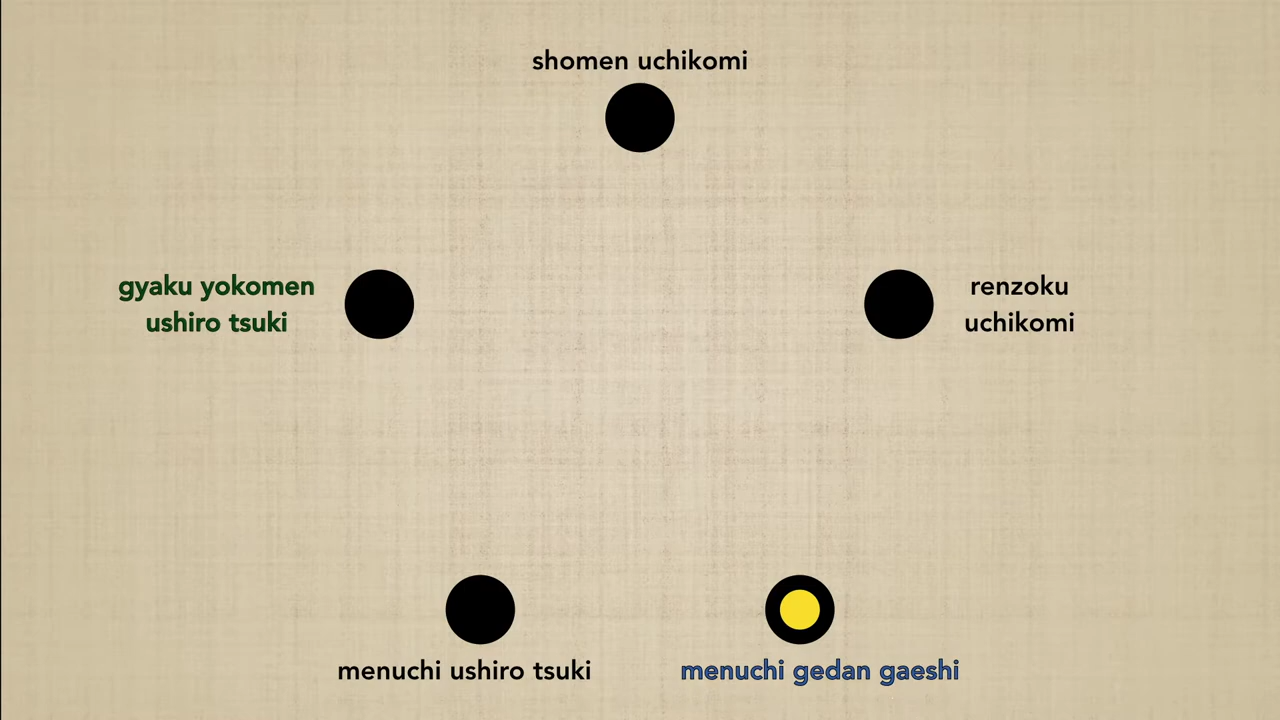 shomen uchikomi
gyaku yokomen
ushiro tsuki
renzoku
uchikomi
menuchi ushiro tsuki
menuchi gedan gaeshi